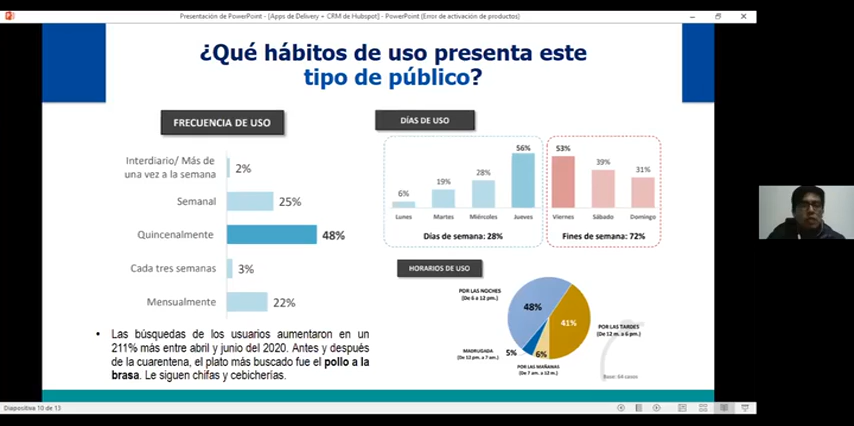 Presentación de PowerPoint - [Apps de Delivery + CRM de Hubspot] - PowerPoint (Error de activación de productos)
¿Qué hábitos de uso presenta este
tipo de público?
FRECUENCIA DE USO
Interdiario/ Más de
una vez a la semana
2%
Semanal
25%
Quincenalmente
48%
Cada tres semanas
3%
Mensualmente
22%
DÍAS DE USO
6%
19%
28%
56%
53%
39%
31%
Lunes
Martes
Miércoles
Jueves
Viernes
Sábado
Domingo
Días de semana: 28%
Fines de semana: 72%
HORARIOS DE USO
POR LAS NOCHES
(De 6 a 12 pm.)
48%
41%
POR LAS TARDES
(De 12 m. a 6 pm.)
MADRUGADA
(De 12 pm. a 7 am.)
5%
6%
POR LAS MAÑANAS
(De 7 am. a 12 m.)
Base: 64 casos
• Las búsquedas de los usuarios aumentaron en un
211% más entre abril y junio del 2020. Antes y después
de la cuarentena, el plato más buscado fue el pollo a la
brasa. Le siguen chifas y cebicherías.
Diapositiva 10 de 13